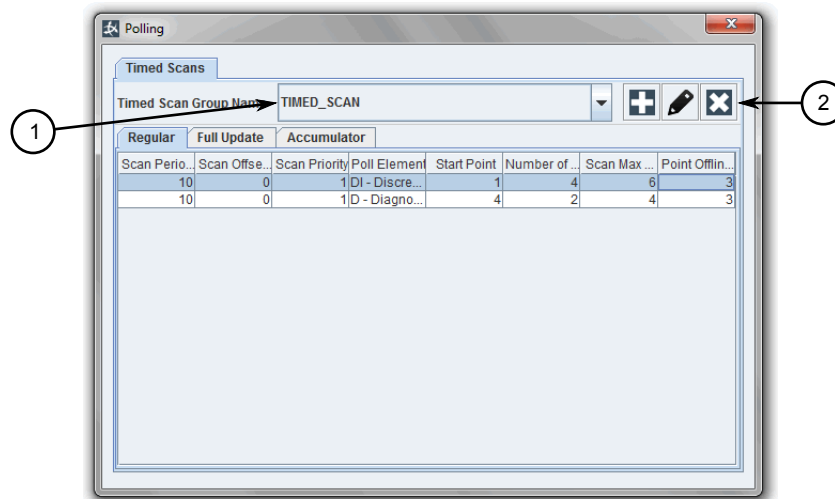 Polling
Timed Scans
Timed Scan Group TIMED_SCAN
1
2
Regular Full Update Accumulator
Scan Perio... Scan Offse... Scan Priority Poll Element Start Point Number of ... Scan Max ... Point Offlin...
10 0 1 DI - Discre... 1 4 6 3
10 0 1 D - Diagno... 4 2 4 3